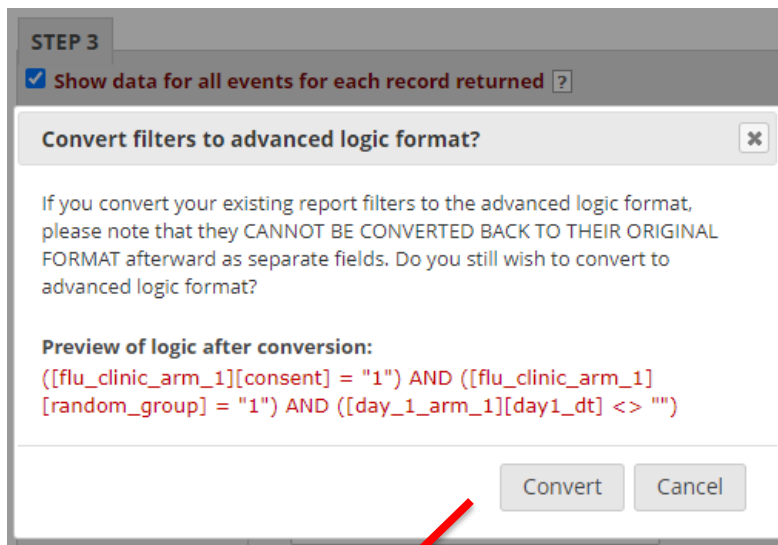 STEP 3
Show data for all events for each record returned ?
Convert filters to advanced logic format?
If you convert your existing report filters to the advanced logic format,
please note that they CANNOT BE CONVERTED BACK TO THEIR ORIGINAL
FORMAT afterward as separate fields. Do you still wish to convert to
advanced logic format?
Preview of logic after conversion:
([flu_clinic_arm_1][consent] = "1") AND ([flu_clinic_arm_1]
[random_group] = "1") AND ([day_1_arm_1][day1_dt] <> "")
Convert Cancel